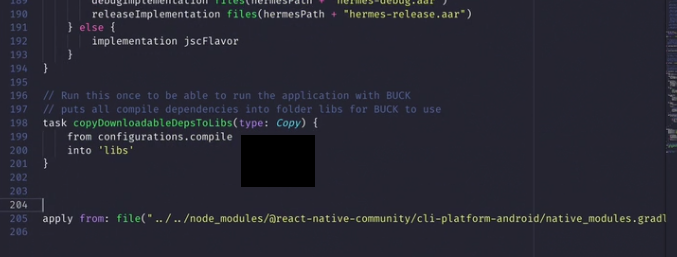 189 debugImplementation files(hermesPath + "hermes-debug.aar")
190 releaseImplementation files(hermesPath + "hermes-release.aar")
191 } else {
192 implementation jscFlavor
193 }
194 }
195
196 // Run this once to be able to run the application with BUCK
197 // puts all compile dependencies into folder libs for BUCK to use
198 task copyDownloadableDepsToLibs(type: Copy) {
199 from configurations.compile
200 into 'libs'
201 }
202
203
204
205 apply from: file("../../node_modules/@react-native-community/cli-platform-android/native_modules.gradl
206